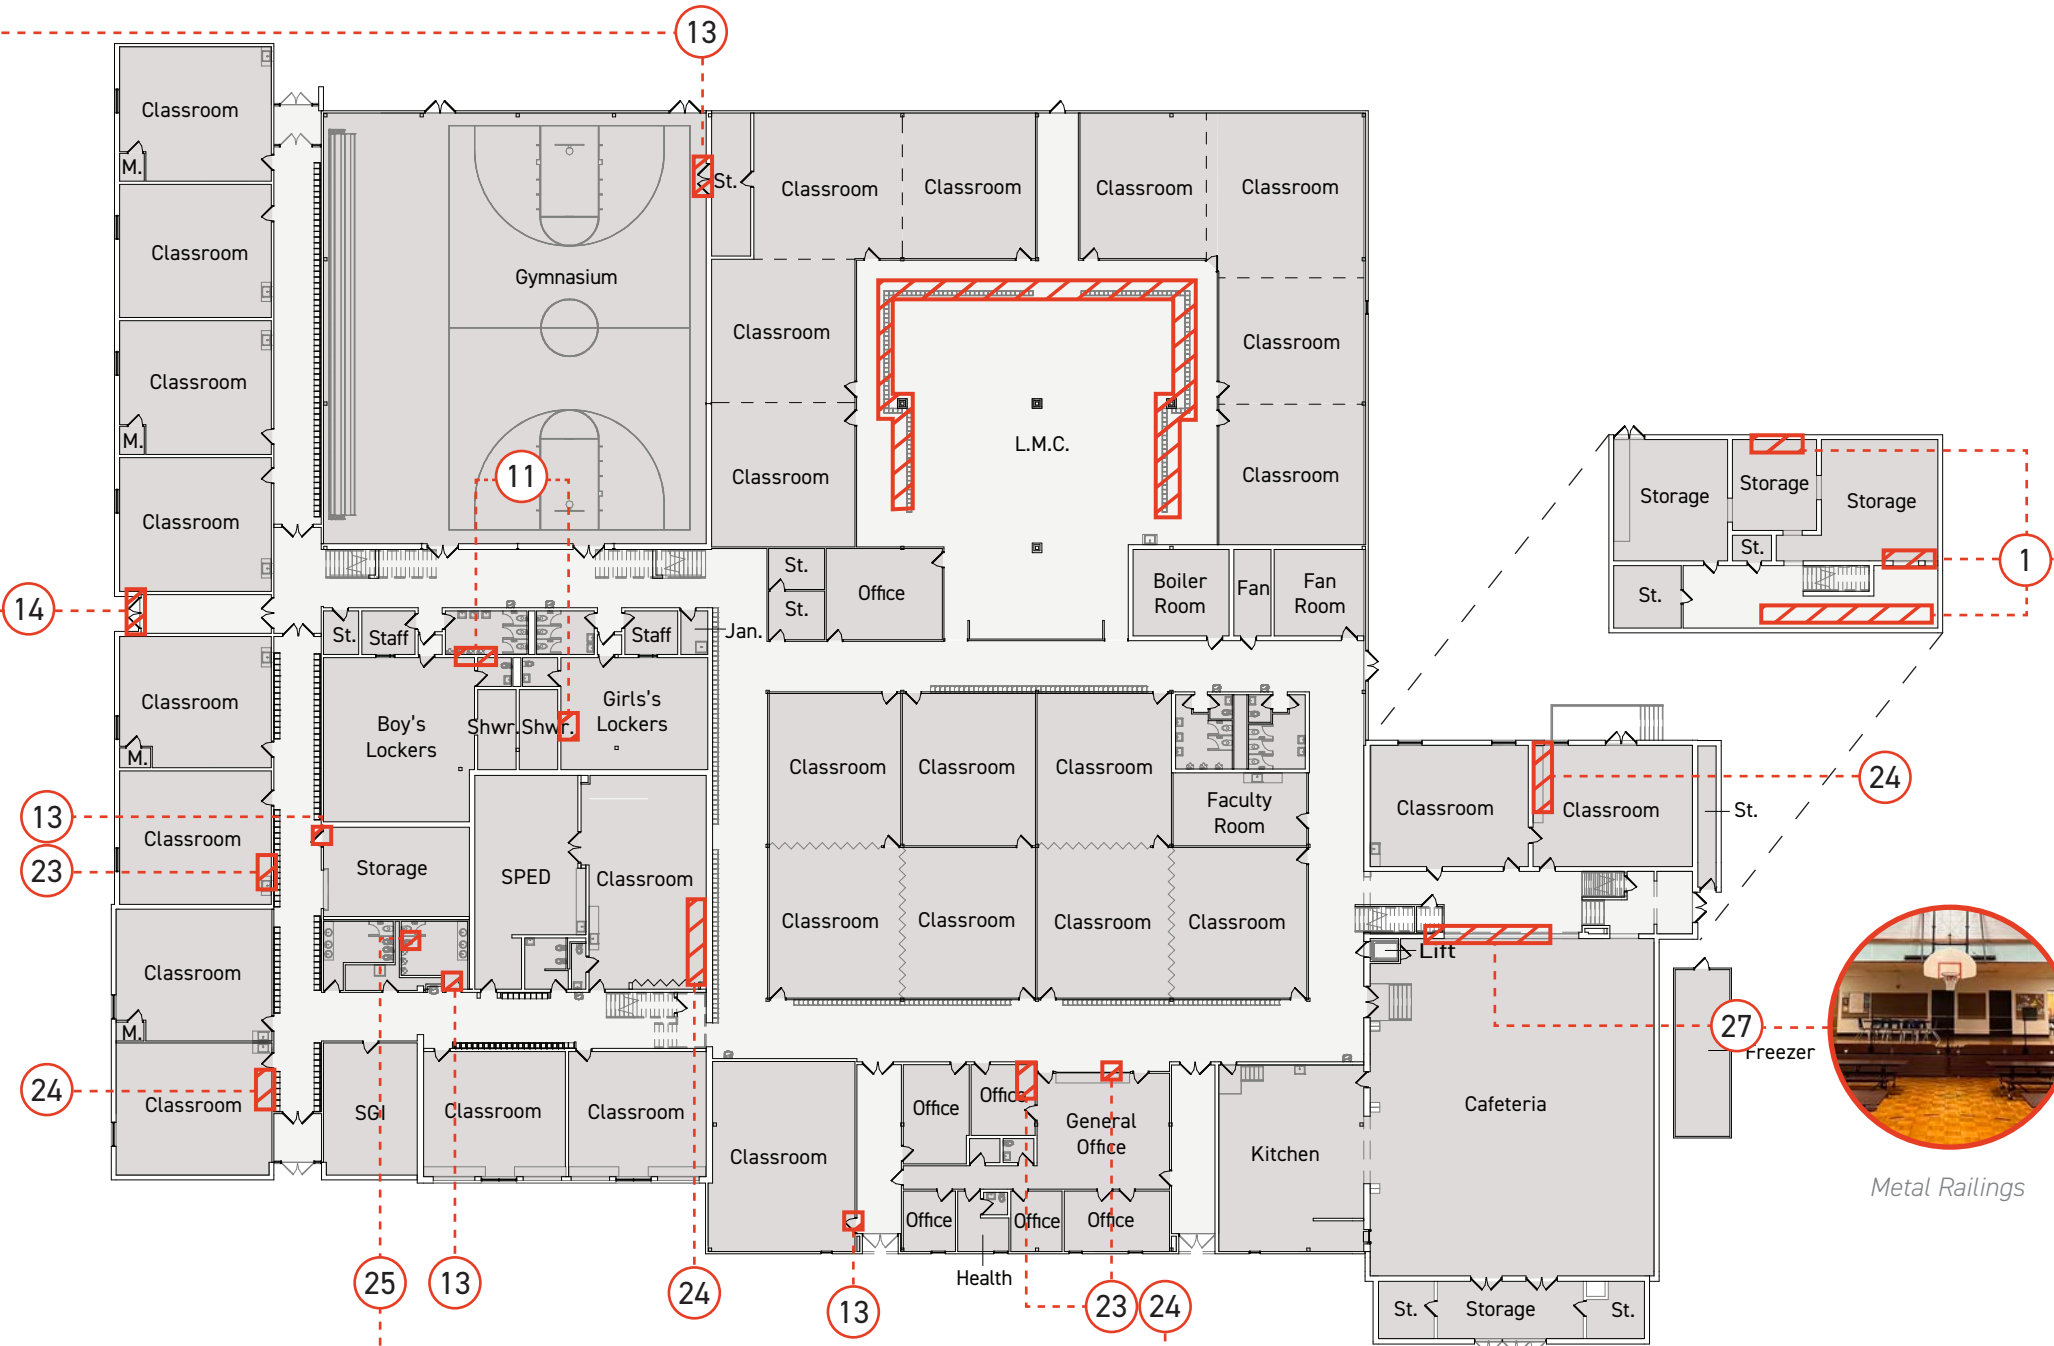 13
Classroom
M.
St.
Classroom
Classroom
Classroom
Classroom
Classroom
Gymnasium
Classroom
Classroom
Classroom
Classroom
M.
L.M.C.
Classroom
Classroom
11
Storage
Storage
Storage
Classroom
St.
1
St.
St.
Office
Boiler
Room
Fan
Fan
Room
St.
14
St.
Staff
Staff
Jan.
Classroom
M.
Boy's
Lockers
Shwr.
Shwr.
Girls's
Lockers
Classroom
Classroom
Classroom
24
Faculty
Room
Classroom
Classroom
St.
13
Classroom
23
Storage
SPED
Classroom
Classroom
Classroom
Classroom
Classroom
Lift
Classroom
M.
27
Freezer
24
Classroom
SGI
Classroom
Classroom
Office
Office
General
Office
Cafeteria
Classroom
Kitchen
Metal Railings
Office
Office
Office
Health
25
13
24
13
23
24
St.
Storage
St.